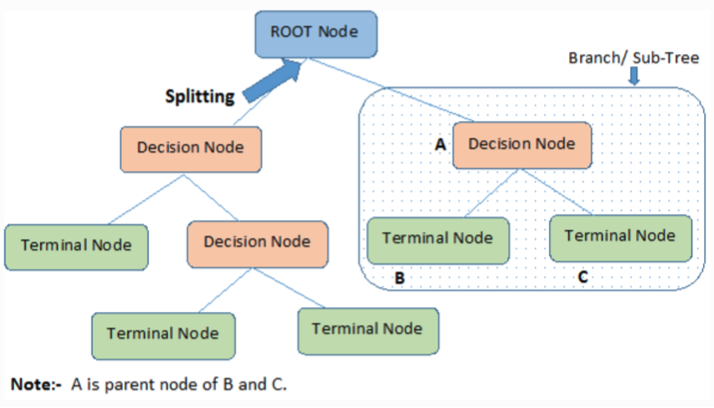 ROOT Node
Branch/ Sub-Tree
Splitting
Decision Node
A
Decision Node
Terminal Node
Decision Node
Terminal Node
Terminal Node
B
C
Terminal Node
Terminal Node
Note:- A is parent node of B and C.